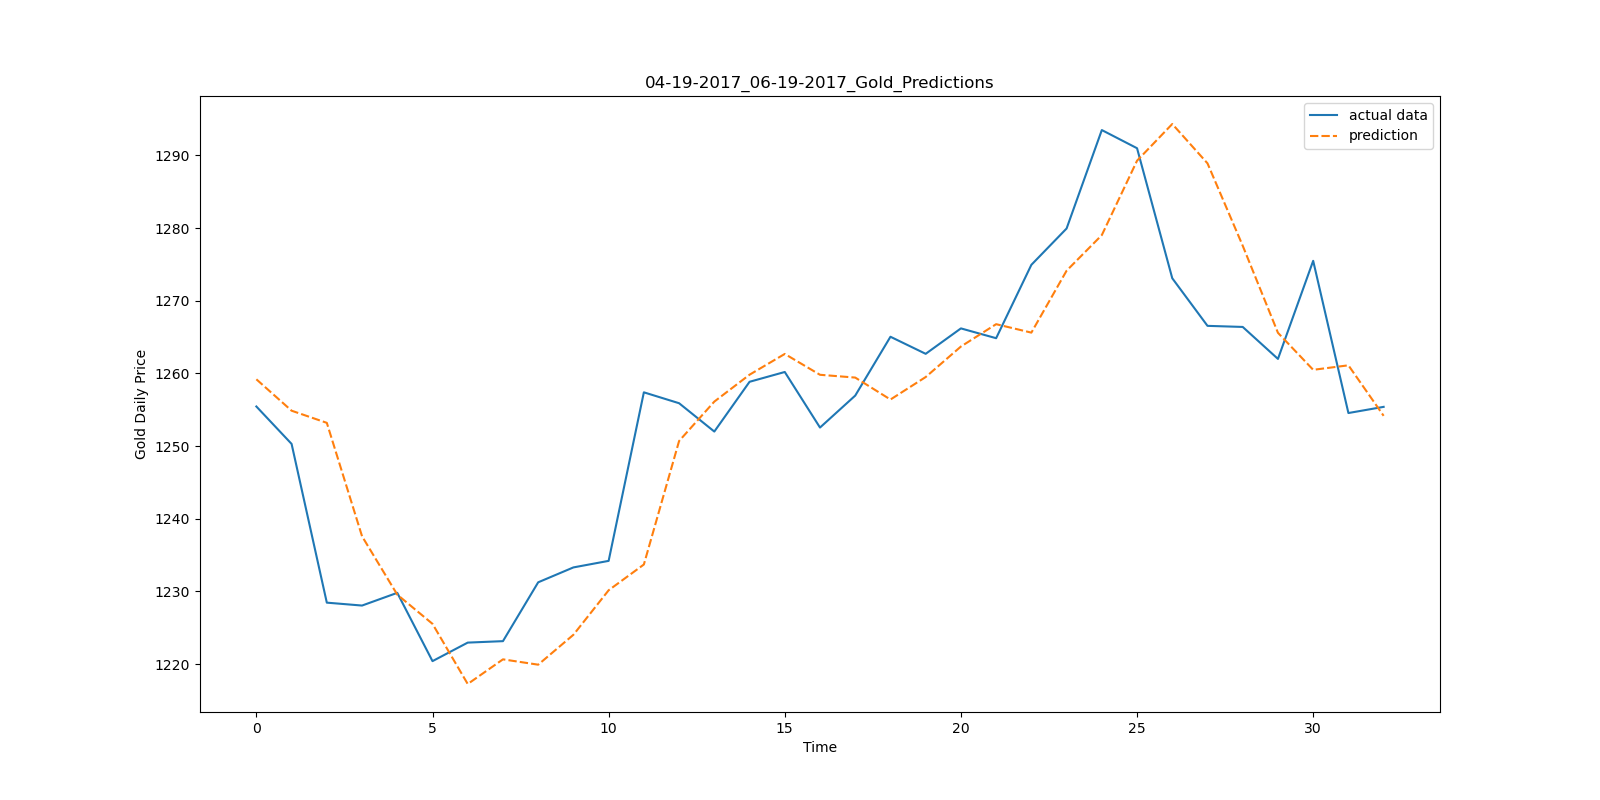 04-19-2017_06-19-2017_Gold_Predictions
actual data
prediction
1290
1280
1270
1260
1250
1240
1230
1220
Gold Daily Price
0 5 10 15 20 25 30
Time